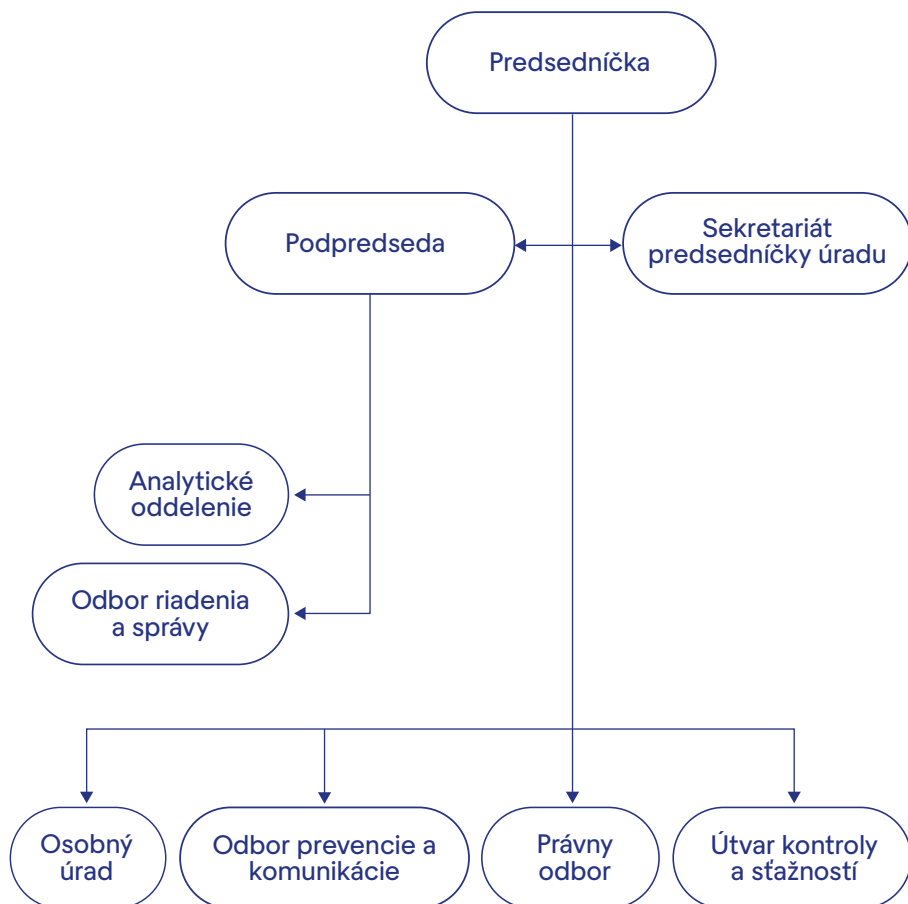 Predsedníčka
Podpredseda
Sekretariát
predsedníčky úradu
Analytické
oddelenie
Odbor riadenia
a správy
Osobný
úrad
Odbor prevencie a
komunikácie
Právny
odbor
Útvar kontroly
a sťažností